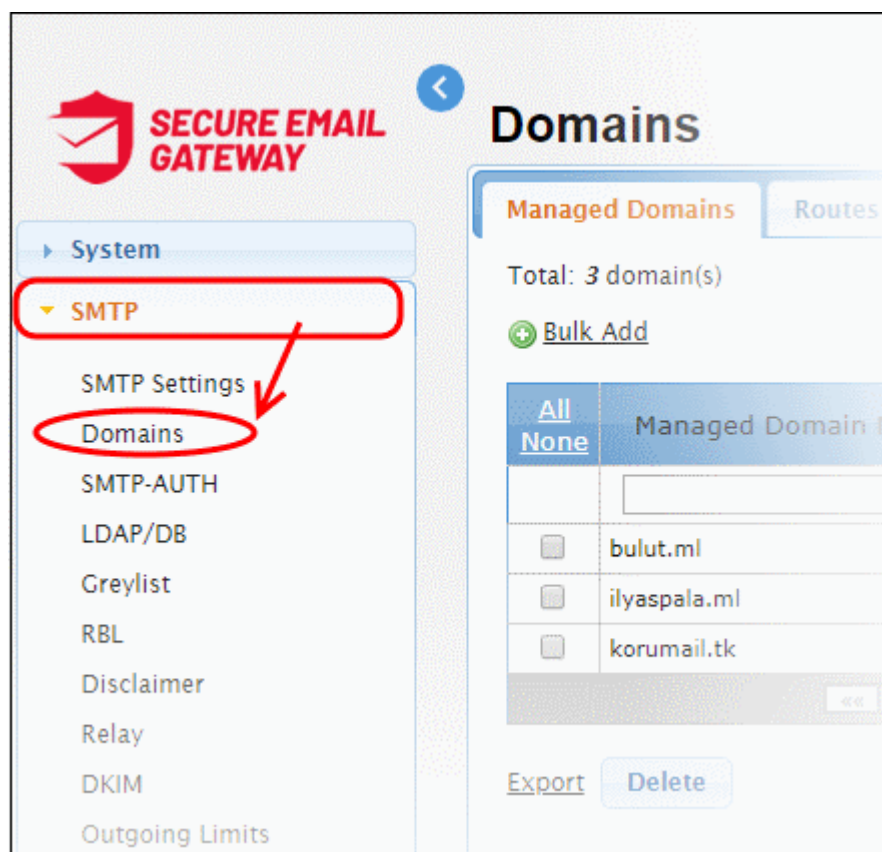 SECURE EMAIL
GATEWAY
System
SMTP
SMTP Settings
Domains
SMTP-AUTH
LDAP/DB
Greylist
RBL
Disclaimer
Relay
DKIM
Outgoing Limits
Domains
Managed Domains
Routes
Total: 3 domain(s)
Bulk Add
All
None
Managed Domain
bulut.ml
ilyaspala.ml
korumail.tk
««
Export
Delete